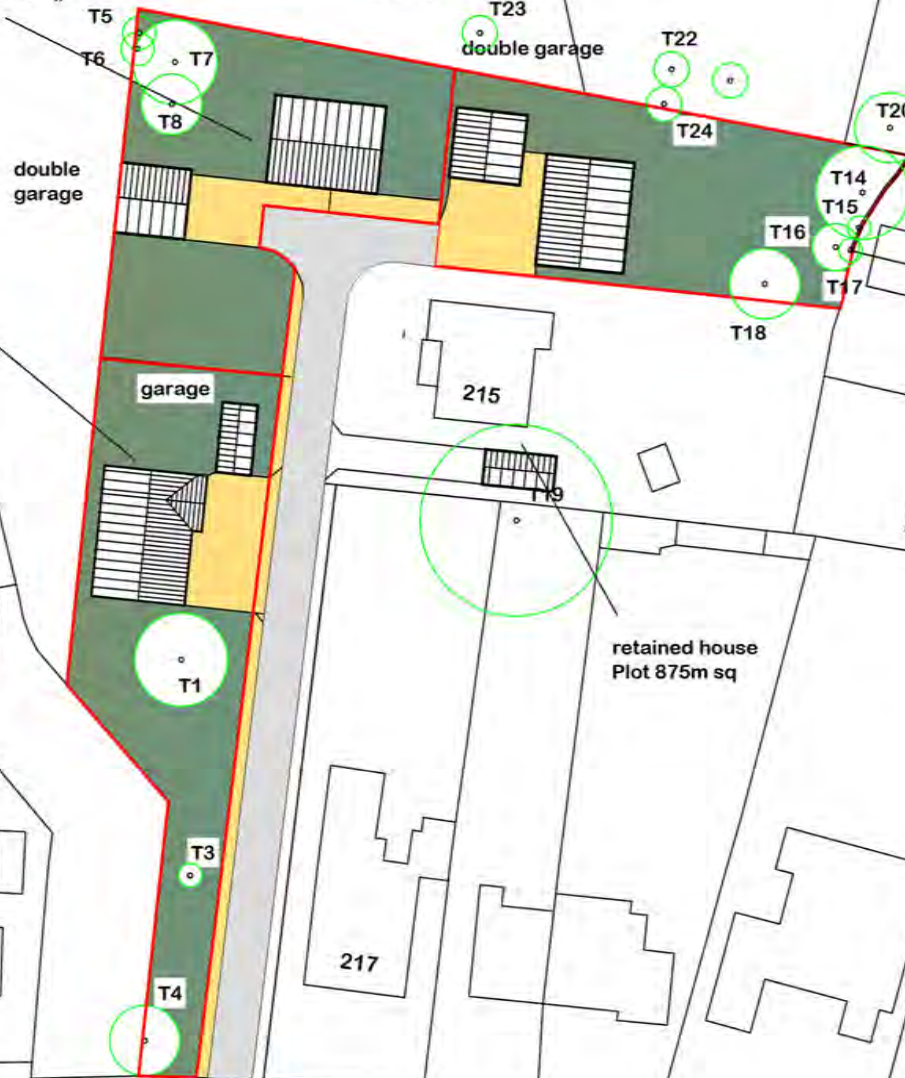 T5
T23
T6
T7
double garage
T22
T8
T24
T20
double
garage
T14
T15
T16
T17
T18
garage
215
T19
retained house
Plot 875m sq
T1
T3
217
T4